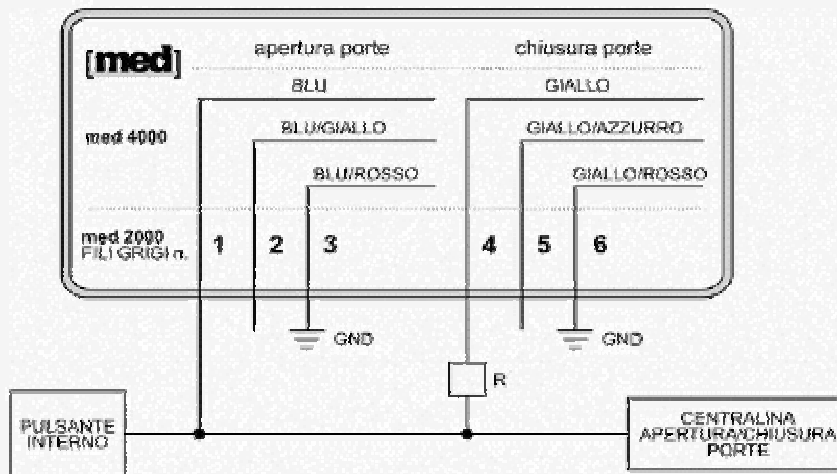 [med]
apertura porte
chiusura porte
BLU
GIALLO
med 4000
BLU/GIALLO
GIALLO/AZZURRO
BLU/ROSSO
GIALLO/ROSSO
med 2000
FILI GRIGI n.
1 2 3 4 5 6
GND
GND
R
PULSANTE
INTERNO
CENTRALINA
APERTURA/CHIUSURA
PORTE